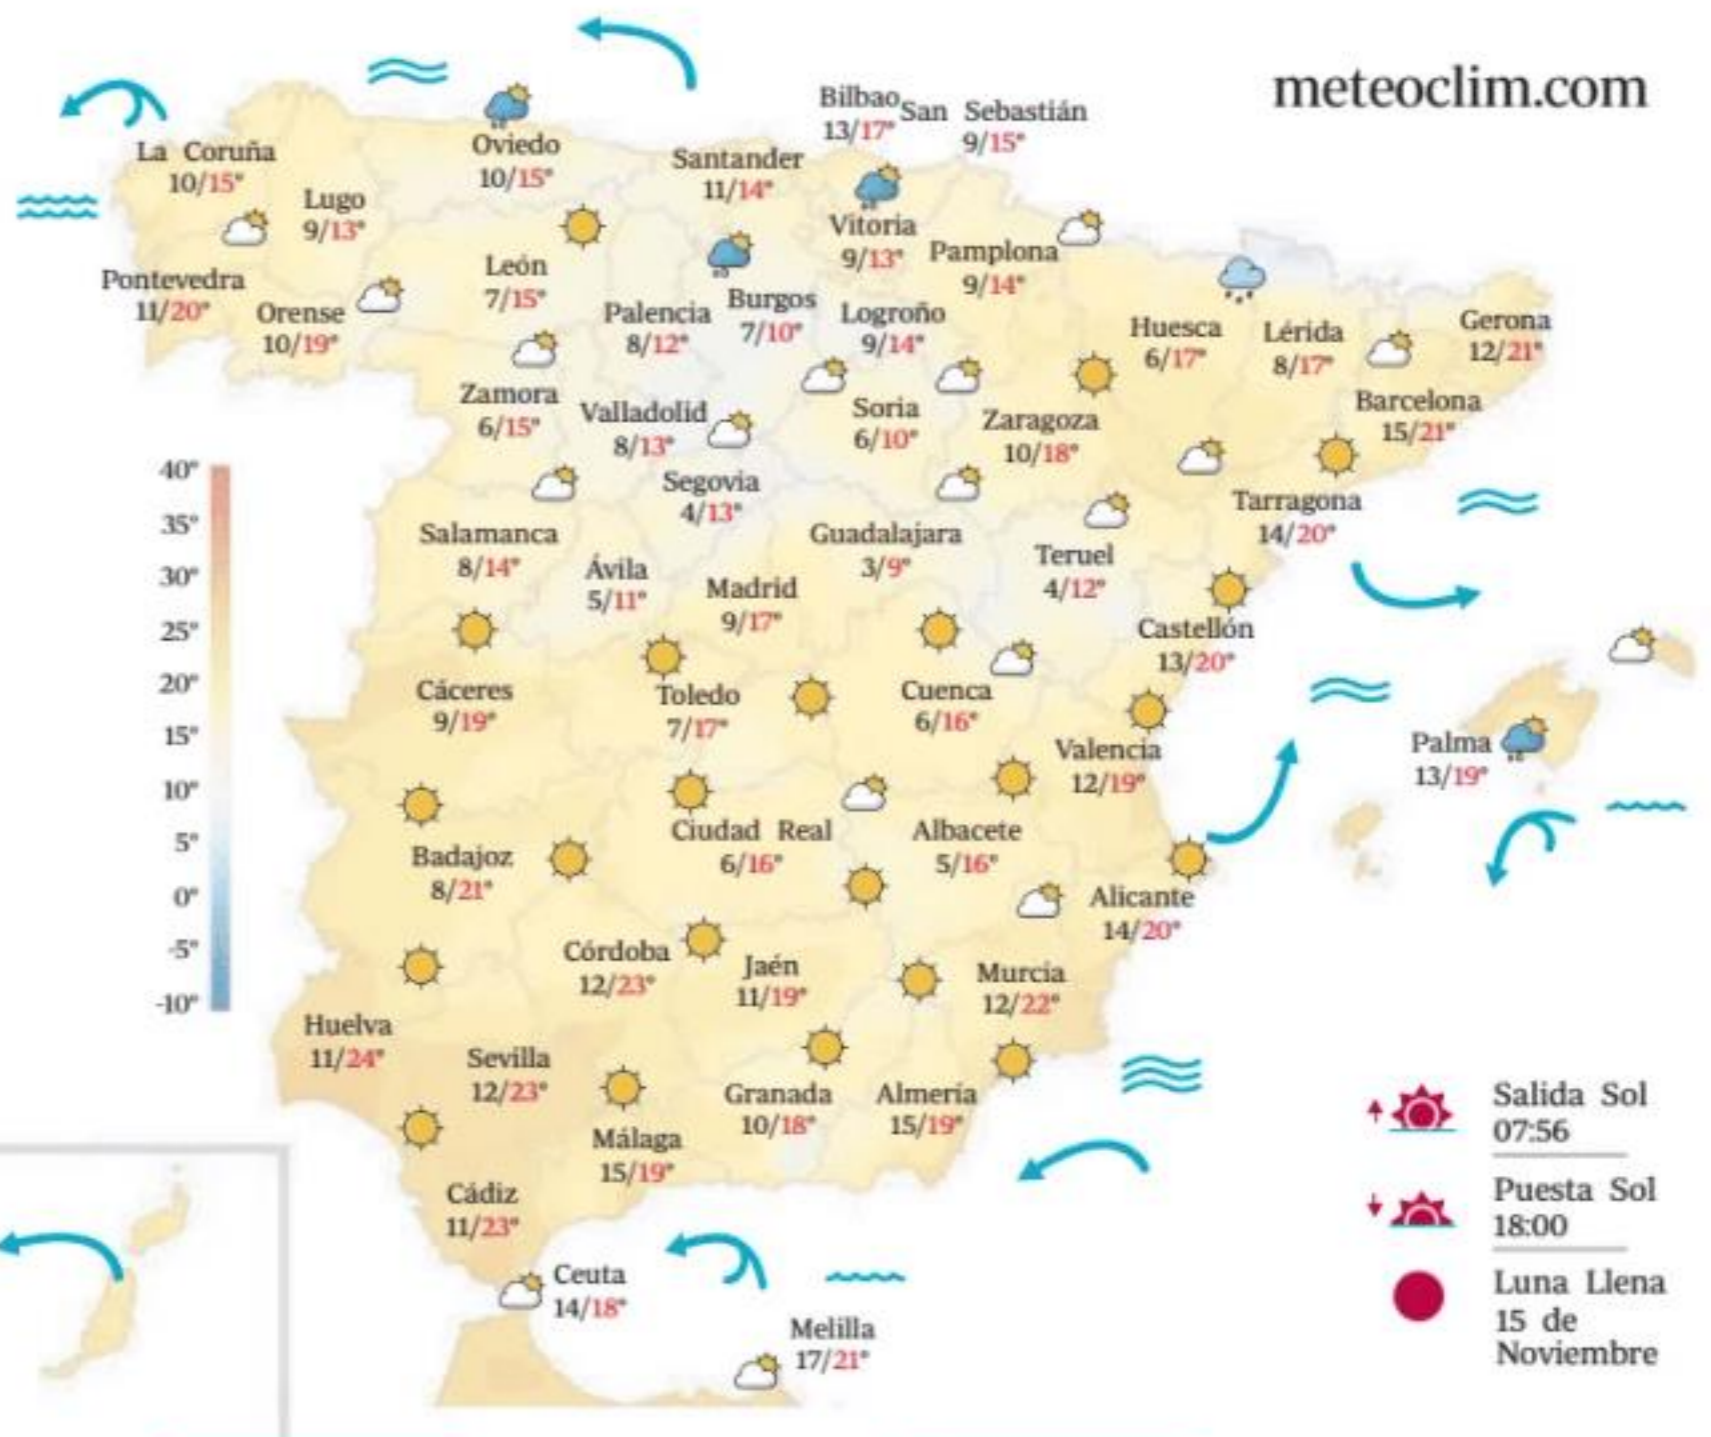 meteoclim.com
Bilbao
13/17°
San Sebastián
9/15°
La Coruña
10/15°
Oviedo
10/15°
Santander
11/14°
Lugo
9/13°
Vitoria
9/13°
Pamplona
9/14°
Pontevedra
11/20°
Orense
10/19°
León
7/15°
Palencia
8/12°
Burgos
7/10°
Logroño
9/14°
Huesca
6/17°
Lérida
8/17°
Gerona
12/21°
Zamora
6/15°
Valladolid
8/13°
Soria
6/10°
Zaragoza
10/18°
Barcelona
15/21°
Segovia
4/13°
Tarragona
14/20°
Salamanca
8/14°
Ávila
5/11°
Madrid
9/17°
Guadalajara
3/9°
Teruel
4/12°
Castellón
13/20°
Cáceres
9/19°
Toledo
7/17°
Cuenca
6/16°
Valencia
12/19°
Palma
13/19°
Badajoz
8/21°
Ciudad Real
6/16°
Albacete
5/16°
Alicante
14/20°
Córdoba
12/23°
Jaén
11/19°
Murcia
12/22°
Huelva
11/24°
Sevilla
12/23°
Granada
10/18°
Almería
15/19°
Málaga
15/19°
Cádiz
11/23°
Ceuta
14/18°
Melilla
17/21°
40°
35°
30°
25°
20°
15°
10°
5°
0°
-5°
-10°
Salida Sol
07:56
Puesta Sol
18:00
Luna Llena
15 de
Noviembre